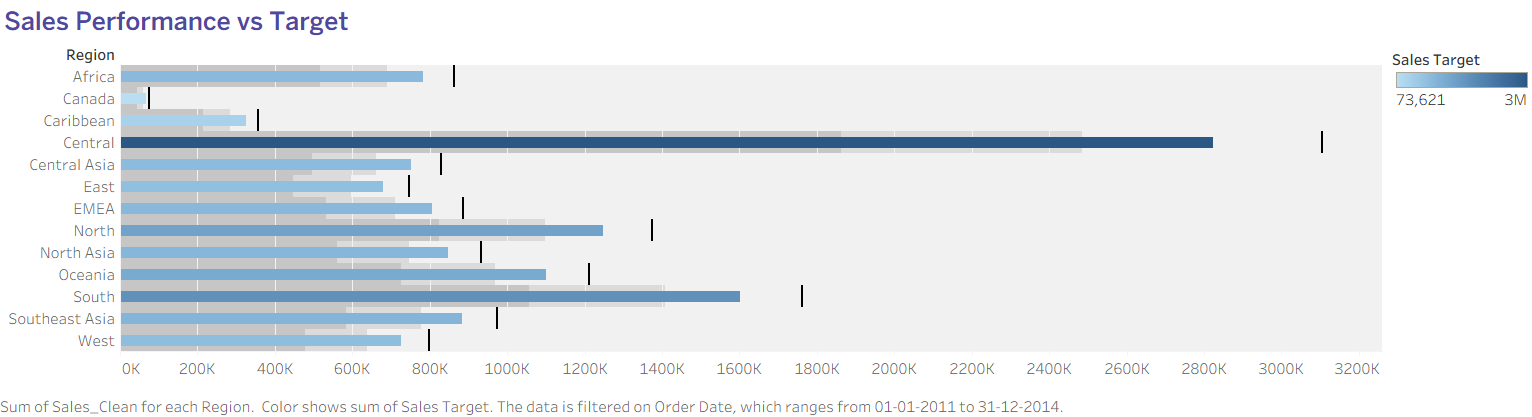 Sales Performance vs Target
Region
Africa
Canada
Caribbean
Central
Central Asia
East
EMEA
North
North Asia
Oceania
South
Southeast Asia
West
0K 200K 400K 600K 800K 1000K 1200K 1400K 1600K 1800K 2000K 2200K 2400K 2600K 2800K 3000K 3200K
Sales Target
73,621 3M
Sum of Sales_Clean for each Region.  Color shows sum of Sales Target. The data is filtered on Order Date, which ranges from 01-01-2011 to 31-12-2014.